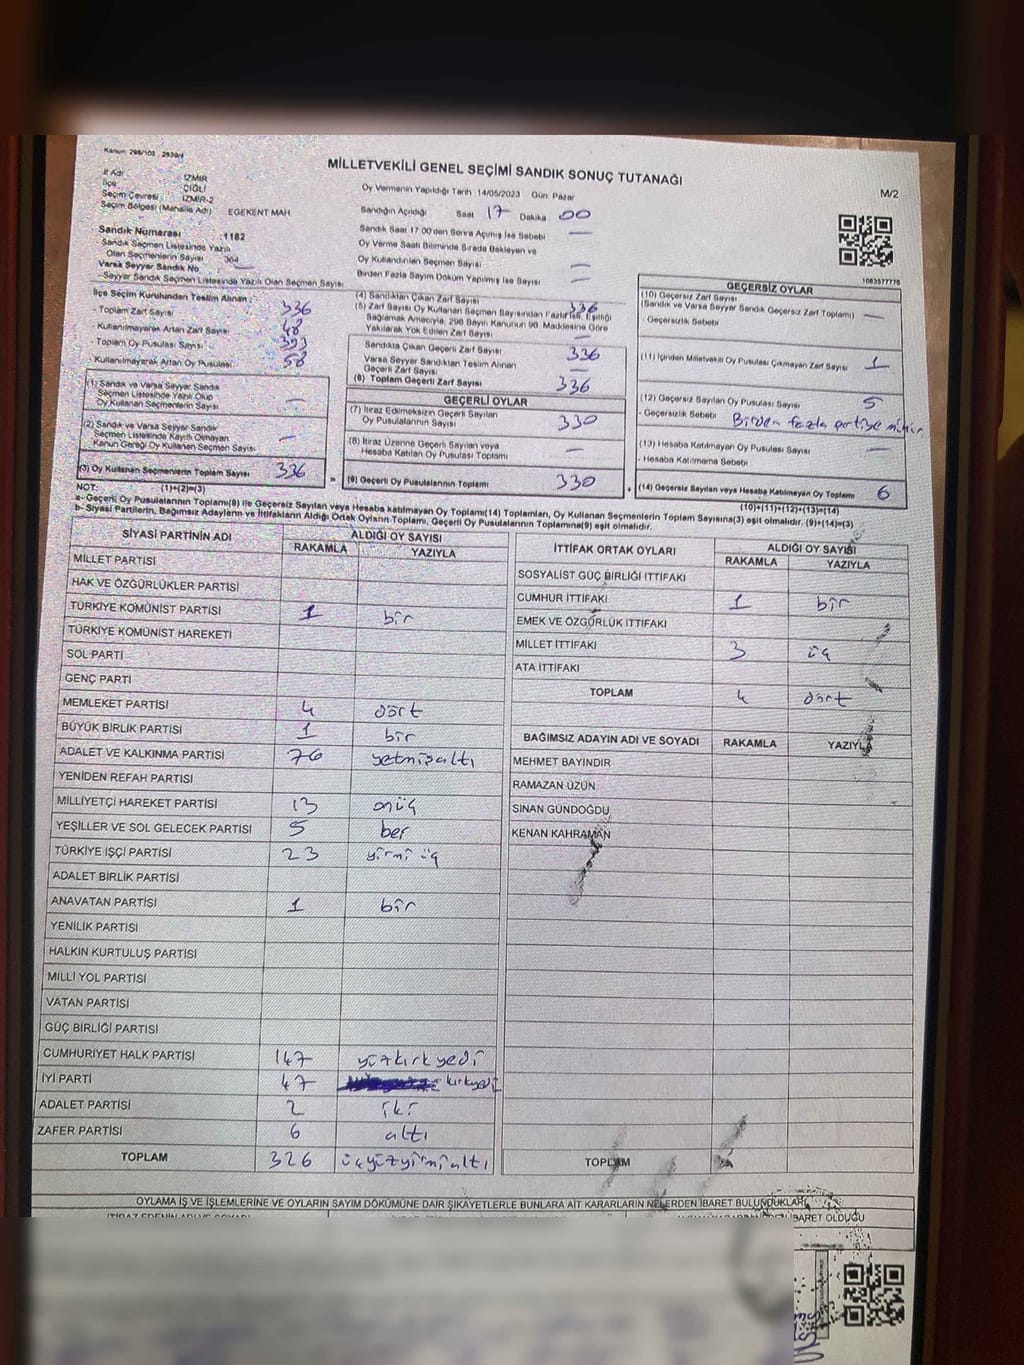 Kanun: 298/105 , 2839/4
MİLLETVEKİLİ GENEL SEÇİMİ SANDIK SONUÇ TUTANAĞI
M/2
İl Adı : İZMİR
İlçe : ÇİĞLİ
Seçim Çevresi : İZMİR-2
Seçim Bölgesi (Mahalle Adı) : EGEKENT MAH.
Sandık Numarası : 1182
Sandık Seçmen Listesinde Yazılı
Olan Seçmenlerin Sayısı : 384
Varsa Seyyar Sandık No
Seyyar Sandık Seçmen Listesinde Yazılı Olan Seçmen Sayısı
Oy Vermenin Yapıldığı Tarih 14/05/2023 Gün Pazar
Sandığın Açıldığı Saat 17 Dakika 00
Sandık Saat 17.00'den Sonra Açılmış İse Sebebi —
Oy Verme Saati Bitiminde Sırada Bekleyen ve
Oy Kullandırılan Seçmen Sayısı —
Birden Fazla Sayım Döküm Yapılmış İse Sayısı —
1083577776
İlçe Seçim Kurulundan Teslim Alınan :
- Toplam Zarf Sayısı 336
- Kullanılmayarak Artan Zarf Sayısı 48
- Toplam Oy Pusulası Sayısı 393
- Kullanılmayarak Artan Oy Pusulası 58
(1) Sandık ve Varsa Seyyar Sandık
Seçmen Listesinde Yazılı Olup
Oy Kullanan Seçmenlerin Sayısı —
(2) Sandık ve Varsa Seyyar Sandık
Seçmen Listesinde Kayıtlı Olmayan
Kanun Gereği Oy Kullanan Seçmen Sayısı —
(3) Oy Kullanan Seçmenlerin Toplam Sayısı 336
(4) Sandıktan Çıkan Zarf Sayısı 336
(5) Zarf Sayısı Oy Kullanan Seçmen Sayısından Fazla İse, Eşitliği
Sağlamak Amacıyla, 298 Sayılı Kanunun 98. Maddesine Göre
Yakılarak Yok Edilen Zarf Sayısı —
Sandıkta Çıkan Geçerli Zarf Sayısı 336
Varsa Seyyar Sandıktan Teslim Alınan
Geçerli Zarf Sayısı —
(6) Toplam Geçerli Zarf Sayısı 336
GEÇERLİ OYLAR
(7) İtiraz Edilmeksizin Geçerli Sayılan
Oy Pusulalarının Sayısı 330
(8) İtiraz Üzerine Geçerli Sayılan veya
Hesaba Katılan Oy Pusulası Toplamı —
(9) Geçerli Oy Pusulalarının Toplamı 330
GEÇERSİZ OYLAR
(10) Geçersiz Zarf Sayısı
(Sandık ve Varsa Seyyar Sandık Geçersiz Zarf Toplamı) —
- Geçersizlik Sebebi
(11) İçinden Milletvekili Oy Pusulası Çıkmayan Zarf Sayısı 1
(12) Geçersiz Sayılan Oy Pusulası Sayısı 5
- Geçersizlik Sebebi Birden fazla partiye mühür
(13) Hesaba Katılmayan Oy Pusulası Sayısı —
- Hesaba Katılmama Sebebi
(14) Geçersiz Sayılan veya Hesaba Katılmayan Oy Toplamı 6
NOT: (1)+(2)=(3)
(10)+(11)+(12)+(13)=(14)
a- Geçerli Oy Pusulaların Toplamı(9) ile Geçersiz Sayılan veya Hesaba Katılmayan Oy Toplamı(14) Toplamları, Oy Kullanan Seçmenlerin Toplam Sayısına(3) eşit olmalıdır. (9)+(14)=(3)
b- Siyasi Partilerin, Bağımsız Adayların ve İttifakların Aldığı Ortak Oyların Toplamı, Geçerli Oy Pusulalarının Toplamına(9) eşit olmalıdır.
SİYASİ PARTİNİN ADI ALDIĞI OY SAYISI
RAKAMLA YAZIYLA
MİLLET PARTİSİ
HAK VE ÖZGÜRLÜKLER PARTİSİ
TÜRKİYE KOMÜNİST PARTİSİ 1 bir
TÜRKİYE KOMÜNİST HAREKETİ
SOL PARTİ
GENÇ PARTİ
MEMLEKET PARTİSİ 4 dört
BÜYÜK BİRLİK PARTİSİ 1 bir
ADALET VE KALKINMA PARTİSİ 76 yetmişaltı
YENİDEN REFAH PARTİSİ
MİLLİYETÇİ HAREKET PARTİSİ 13 onüç
YEŞİLLER VE SOL GELECEK PARTİSİ 5 beş
TÜRKİYE İŞÇİ PARTİSİ 23 yirmi üç
ADALET BİRLİK PARTİSİ
ANAVATAN PARTİSİ 1 bir
YENİLİK PARTİSİ
HALKIN KURTULUŞ PARTİSİ
MİLLİ YOL PARTİSİ
VATAN PARTİSİ
GÜÇ BİRLİĞİ PARTİSİ
CUMHURİYET HALK PARTİSİ 147 yüzkırkyedi
İYİ PARTİ 47 kırkyedi
ADALET PARTİSİ 2 iki
ZAFER PARTİSİ 6 altı
TOPLAM 326 üçyüzyirmialtı
İTTİFAK ORTAK OYLARI ALDIĞI OY SAYISI
RAKAMLA YAZIYLA
SOSYALİST GÜÇ BİRLİĞİ İTTİFAKI
CUMHUR İTTİFAKI 1 bir
EMEK VE ÖZGÜRLÜK İTTİFAKI
MİLLET İTTİFAKI 3 üç
ATA İTTİFAKI
TOPLAM 4 dört
BAĞIMSIZ ADAYIN ADI VE SOYADI RAKAMLA YAZIYLA
MEHMET BAYINDIR
RAMAZAN UZUN
SİNAN GÜNDOĞDU
KENAN KAHRAMAN
TOPLAM
OYLAMA İŞ VE İŞLEMLERİNE VE OYLARIN SAYIM DÖKÜMÜNE DAİR ŞİKAYETLERLE BUNLARA AİT KARARLARIN NELERDEN İBARET BULUNDUKLARI
İBARET OLDUĞU